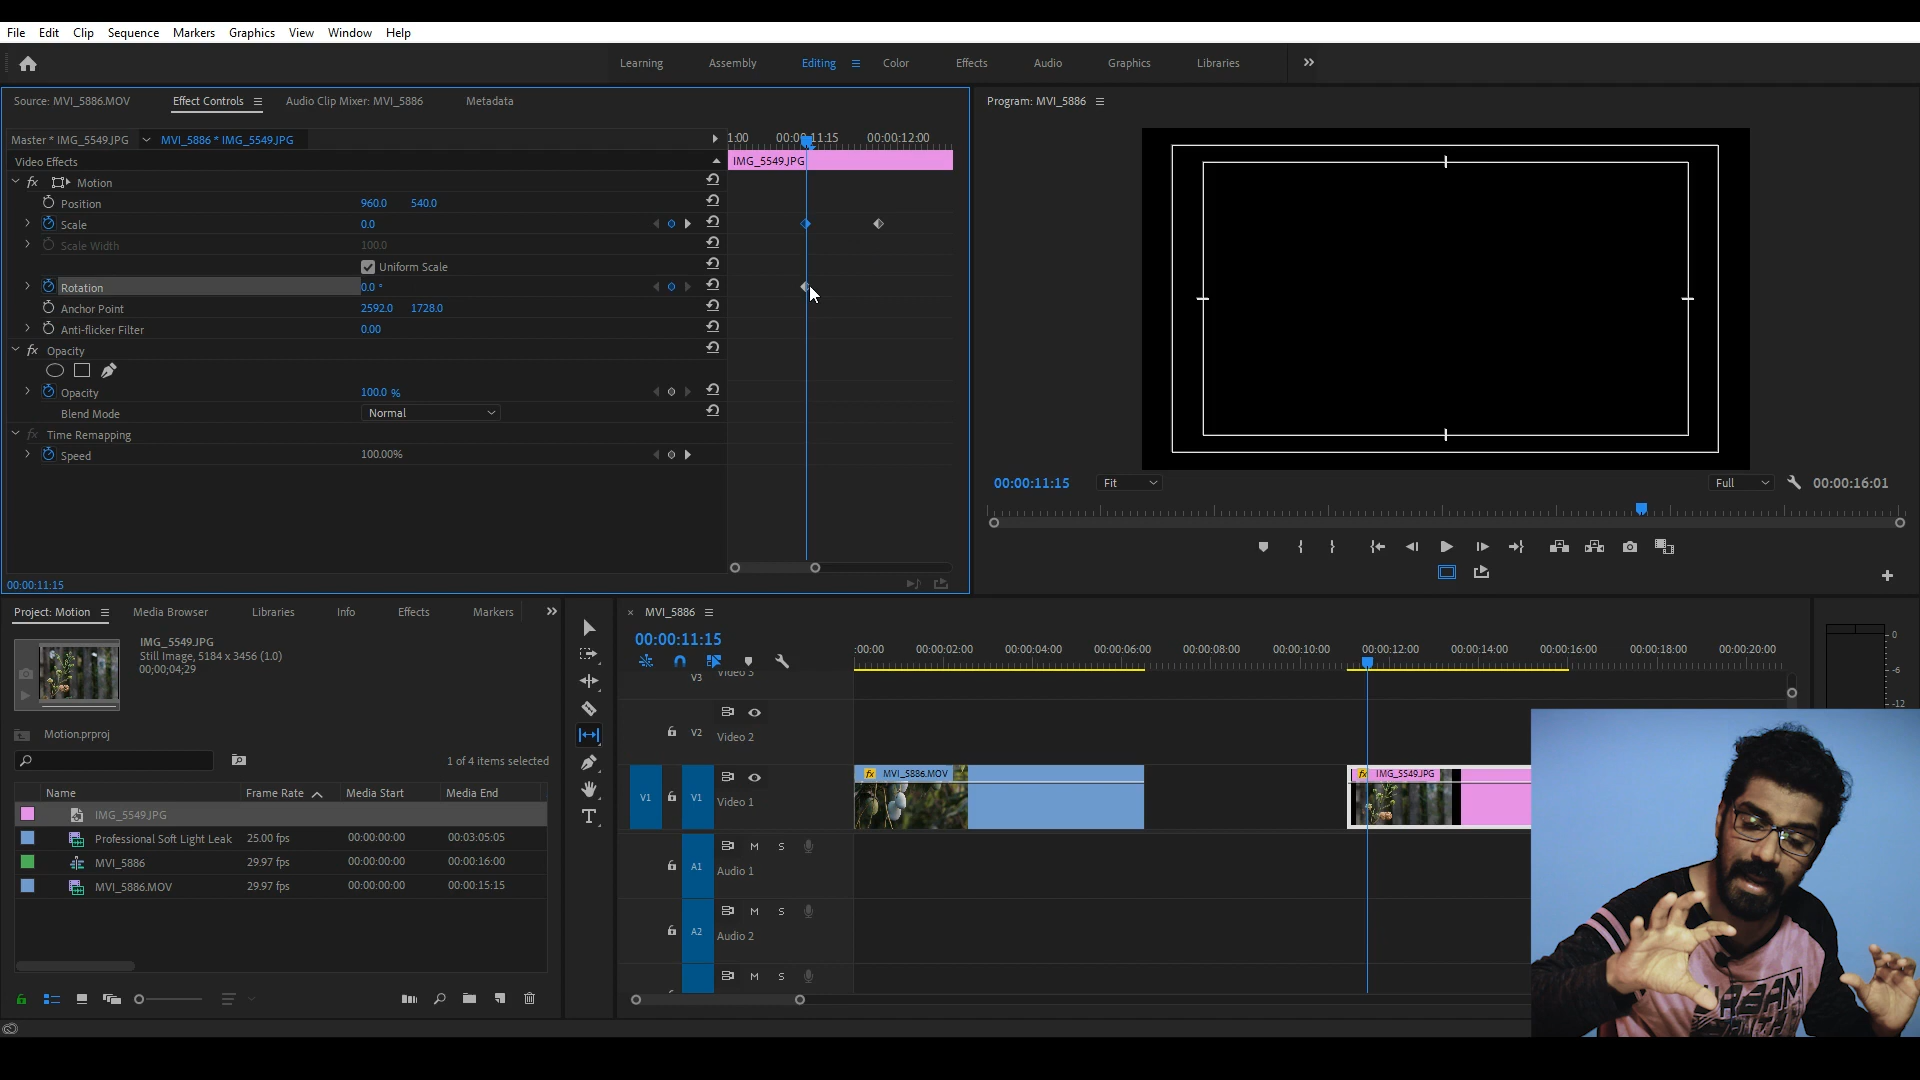 File Edit Clip Sequence Markers Graphics View Window Help
Learning Assembly Editing Color Effects Audio Graphics Libraries
Source: MVI_5886.MOV Effect Controls Audio Clip Mixer: MVI_5886 Metadata
Master * IMG_5549.JPG MVI_5886 * IMG_5549.JPG
1:00 00:00:11:15 00:00:12:00
Video Effects
IMG_5549.JPG
fx Motion
Position 960.0 540.0
Scale 0.0
Scale Width 100.0
Uniform Scale
Rotation 0.0 °
Anchor Point 2592.0 1728.0
Anti-flicker Filter 0.00
fx Opacity
Opacity 100.0 %
Blend Mode Normal
fx Time Remapping
Speed 100.00%
00:00:11:15
Program: MVI_5886
00:00:11:15 Fit Full 00:00:16:01
Project: Motion Media Browser Libraries Info Effects Markers
IMG_5549.JPG
Still Image, 5184 x 3456 (1.0)
00;00;04;29
Motion.prproj
1 of 4 items selected
Name Frame Rate Media Start Media End
IMG_5549.JPG
Professional Soft Light Leak 25.00 fps 00:00:00:00 00:03:05:05
MVI_5886 29.97 fps 00:00:00:00 00:00:16:00
MVI_5886.MOV 29.97 fps 00:00:00:00 00:00:15:15
T
MVI_5886
00:00:11:15
:00:00 00:00:02:00 00:00:04:00 00:00:06:00 00:00:08:00 00:00:10:00 00:00:12:00 00:00:14:00 00:00:16:00 00:00:18:00 00:00:20:00
V3 Video 3
V2 Video 2
V1 V1 Video 1
fx MVI_5886.MOV
fx IMG_5549.JPG
A1 M S
Audio 1
A2 M S
Audio 2
M S
0
-6
-12